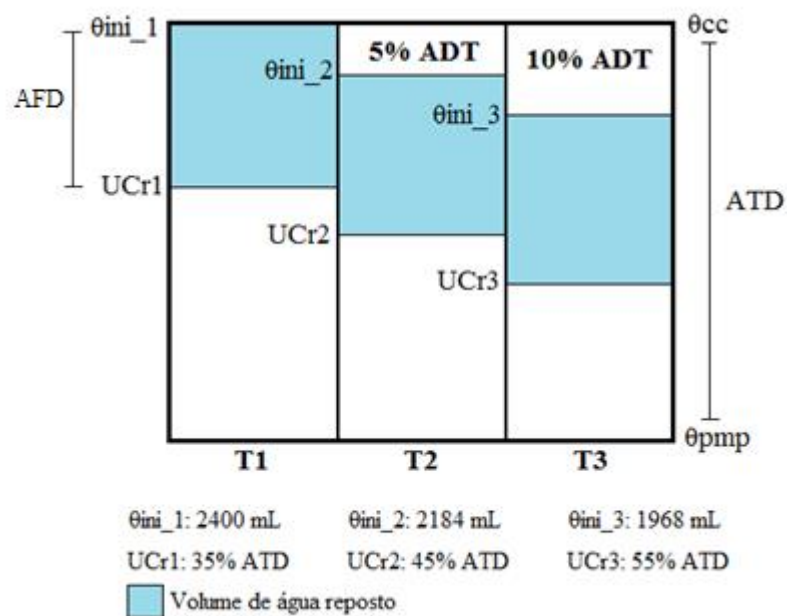 θini_1
θcc
5% ADT
10% ADT
θini_2
AFD
θini_3
UCr1
ATD
UCr2
UCr3
θpmp
T1 T2 T3
θini_1: 2400 mL θini_2: 2184 mL θini_3: 1968 mL
UCr1: 35% ATD UCr2: 45% ATD UCr3: 55% ATD
Volume de água reposto